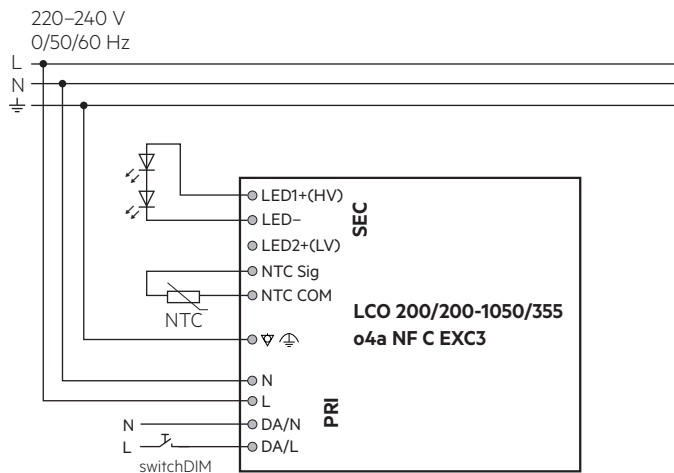 220–240 V
0/50/60 Hz
L
N
LED1+(HV)
LED–
LED2+(LV)
SEC
NTC Sig
NTC COM
NTC
LCO 200/200-1050/355
o4a NF C EXC3
N
L
PRI
N
DA/N
L
DA/L
switchDIM